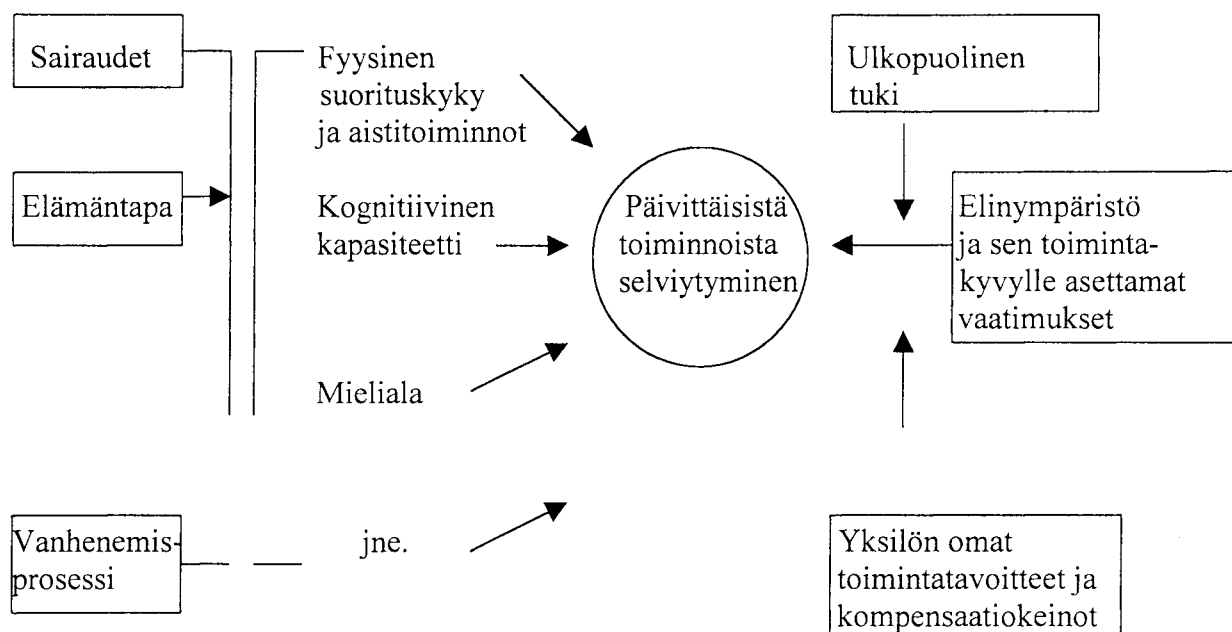 Sairaudet
Elämäntapa
Vanhenemis-
prosessi
Fyysinen
suorituskyky
ja aistitoiminnot
Kognitiivinen
kapasiteetti
Mieliala
jne.
Päivittäisistä
toiminnoista
selviytyminen
Ulkopuolinen
tuki
Elinympäristö
ja sen toiminta-
kyvylle asettamat
vaatimukset
Yksilön omat
toimintatavoitteet ja
kompensaatiokeinot